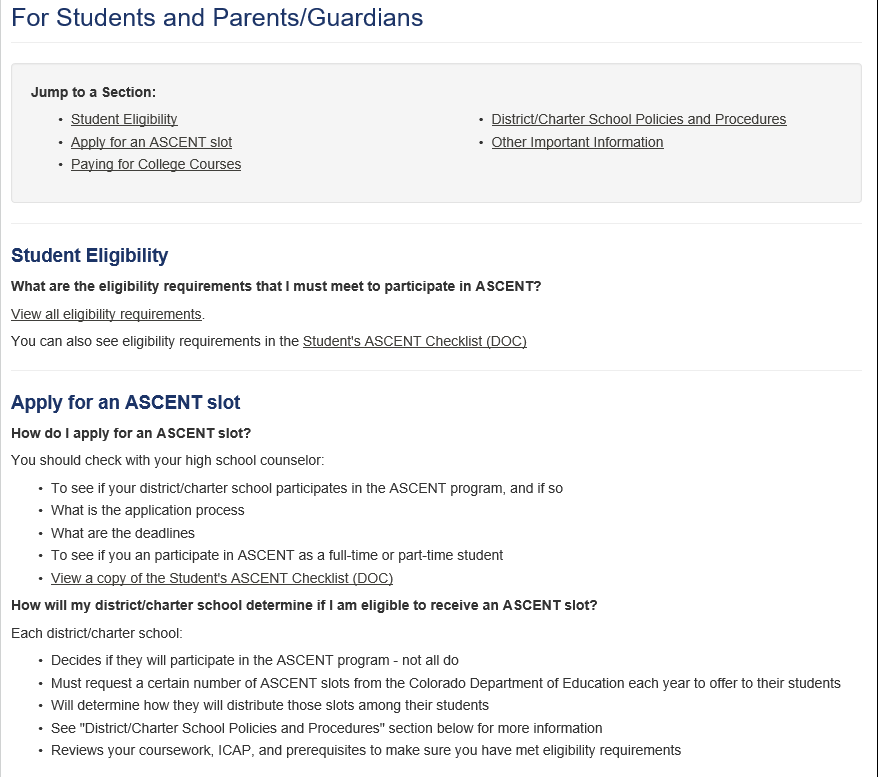 For Students and Parents/Guardians
Jump to a Section:
• Student Eligibility
• Apply for an ASCENT slot
• Paying for College Courses
• District/Charter School Policies and Procedures
• Other Important Information
Student Eligibility
What are the eligibility requirements that I must meet to participate in ASCENT?
View all eligibility requirements.
You can also see eligibility requirements in the Student's ASCENT Checklist (DOC)
Apply for an ASCENT slot
How do I apply for an ASCENT slot?
You should check with your high school counselor:
• To see if your district/charter school participates in the ASCENT program, and if so
• What is the application process
• What are the deadlines
• To see if you an participate in ASCENT as a full-time or part-time student
• View a copy of the Student's ASCENT Checklist (DOC)
How will my district/charter school determine if I am eligible to receive an ASCENT slot?
Each district/charter school:
• Decides if they will participate in the ASCENT program - not all do
• Must request a certain number of ASCENT slots from the Colorado Department of Education each year to offer to their students
• Will determine how they will distribute those slots among their students
• See "District/Charter School Policies and Procedures" section below for more information
• Reviews your coursework, ICAP, and prerequisites to make sure you have met eligibility requirements